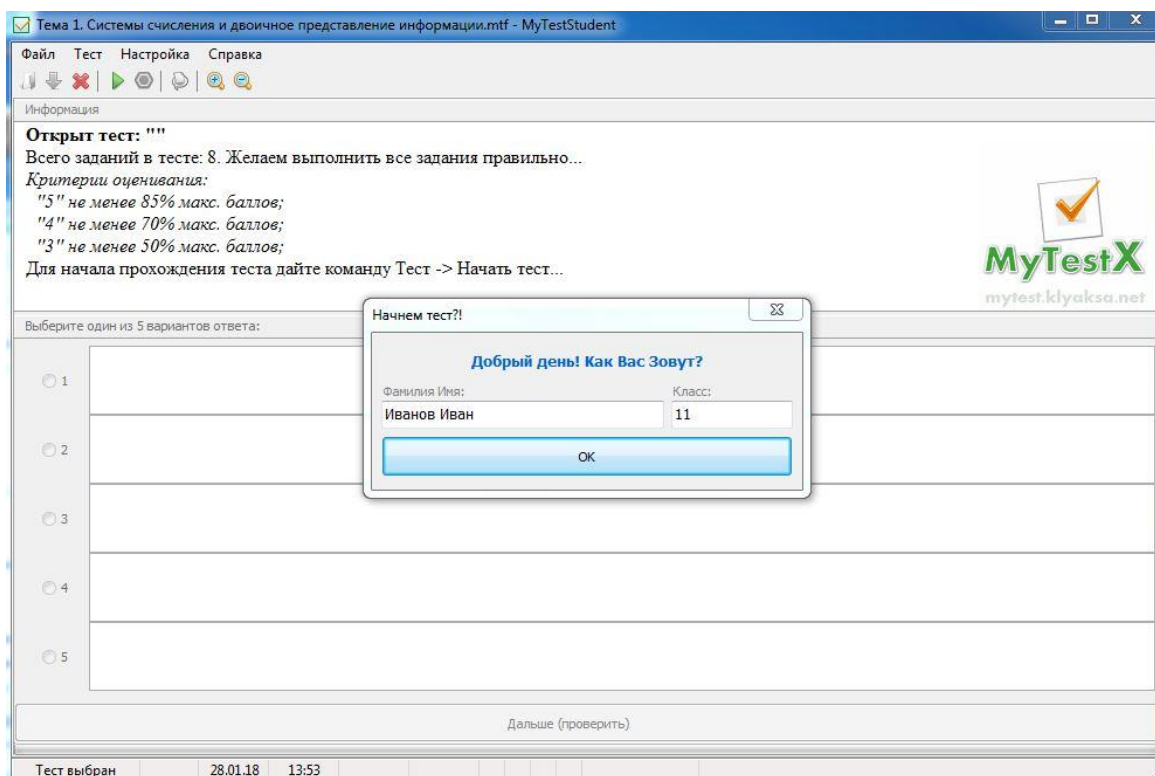 Тема 1. Системы счисления и двоичное представление информации.mtf - MyTestStudent
Файл Тест Настройка Справка
Информация
Открыт тест: ""
Всего заданий в тесте: 8. Желаем выполнить все задания правильно...
Критерии оценивания:
"5" не менее 85% макс. баллов;
"4" не менее 70% макс. баллов;
"3" не менее 50% макс. баллов;
Для начала прохождения теста дайте команду Тест -> Начать тест...
MyTestX
mytest.klyaksa.net
Выберите один из 5 вариантов ответа:
Начнем тест?!
Добрый день! Как Вас Зовут?
Фамилия Имя: Класс:
Иванов Иван 11
ОК
1
2
3
4
5
Дальше (проверить)
Тест выбран 28.01.18 13:53